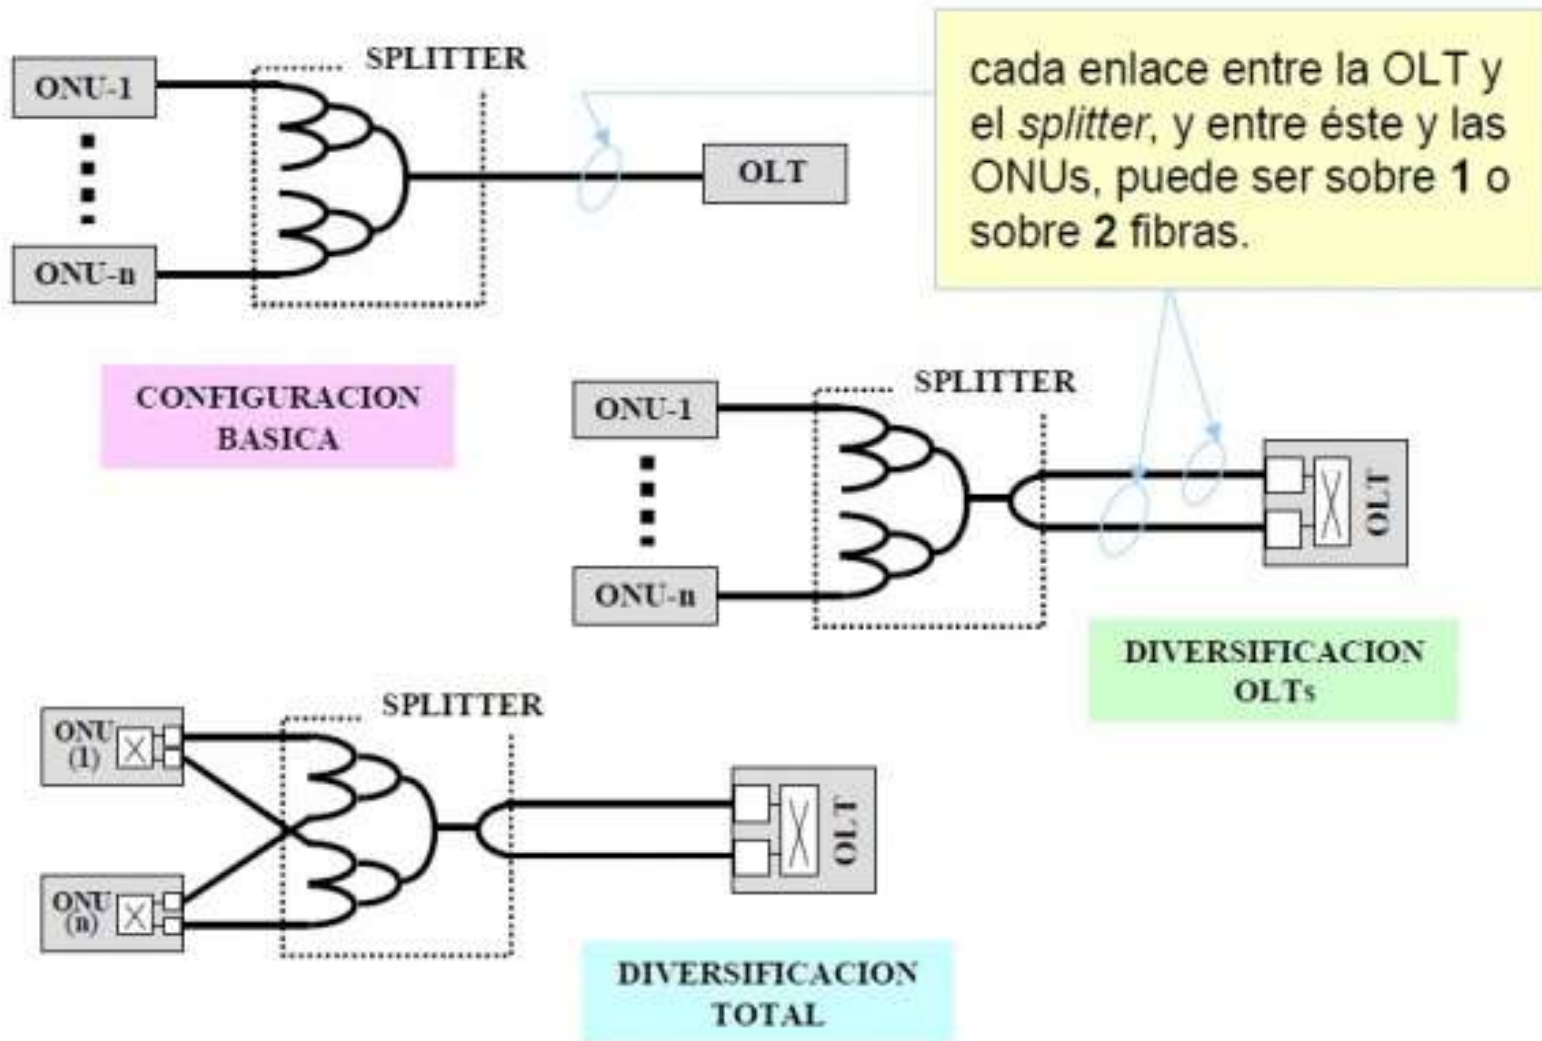 SPLITTER
ONU-1
ONU-n
OLT
cada enlace entre la OLT y
el splitter, y entre éste y las
ONUs, puede ser sobre 1 o
sobre 2 fibras.
CONFIGURACION
BASICA
SPLITTER
ONU-1
ONU-n
OLT
DIVERSIFICACION
OLTs
SPLITTER
ONU
(1)
ONU
(n)
OLT
DIVERSIFICACION
TOTAL